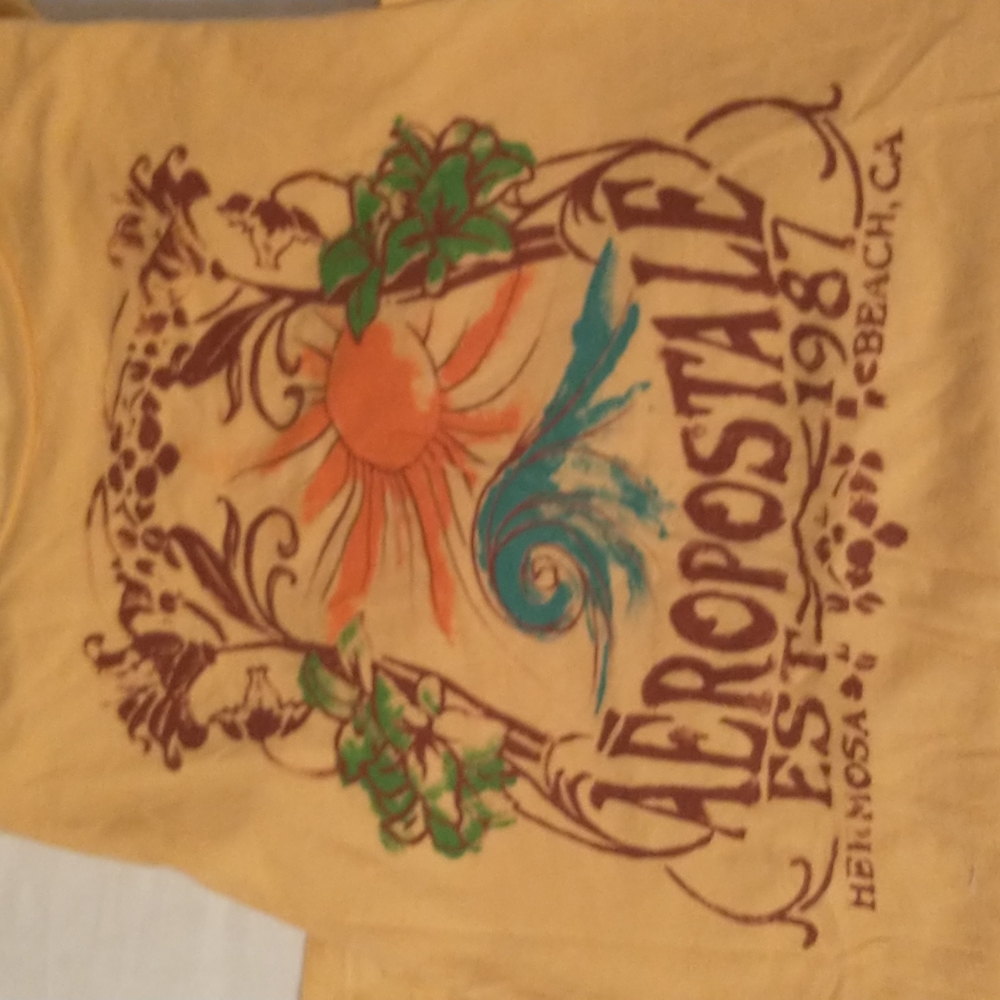 AÉROPOSTALE
EST 1987
HERMOSA BEACH, CA